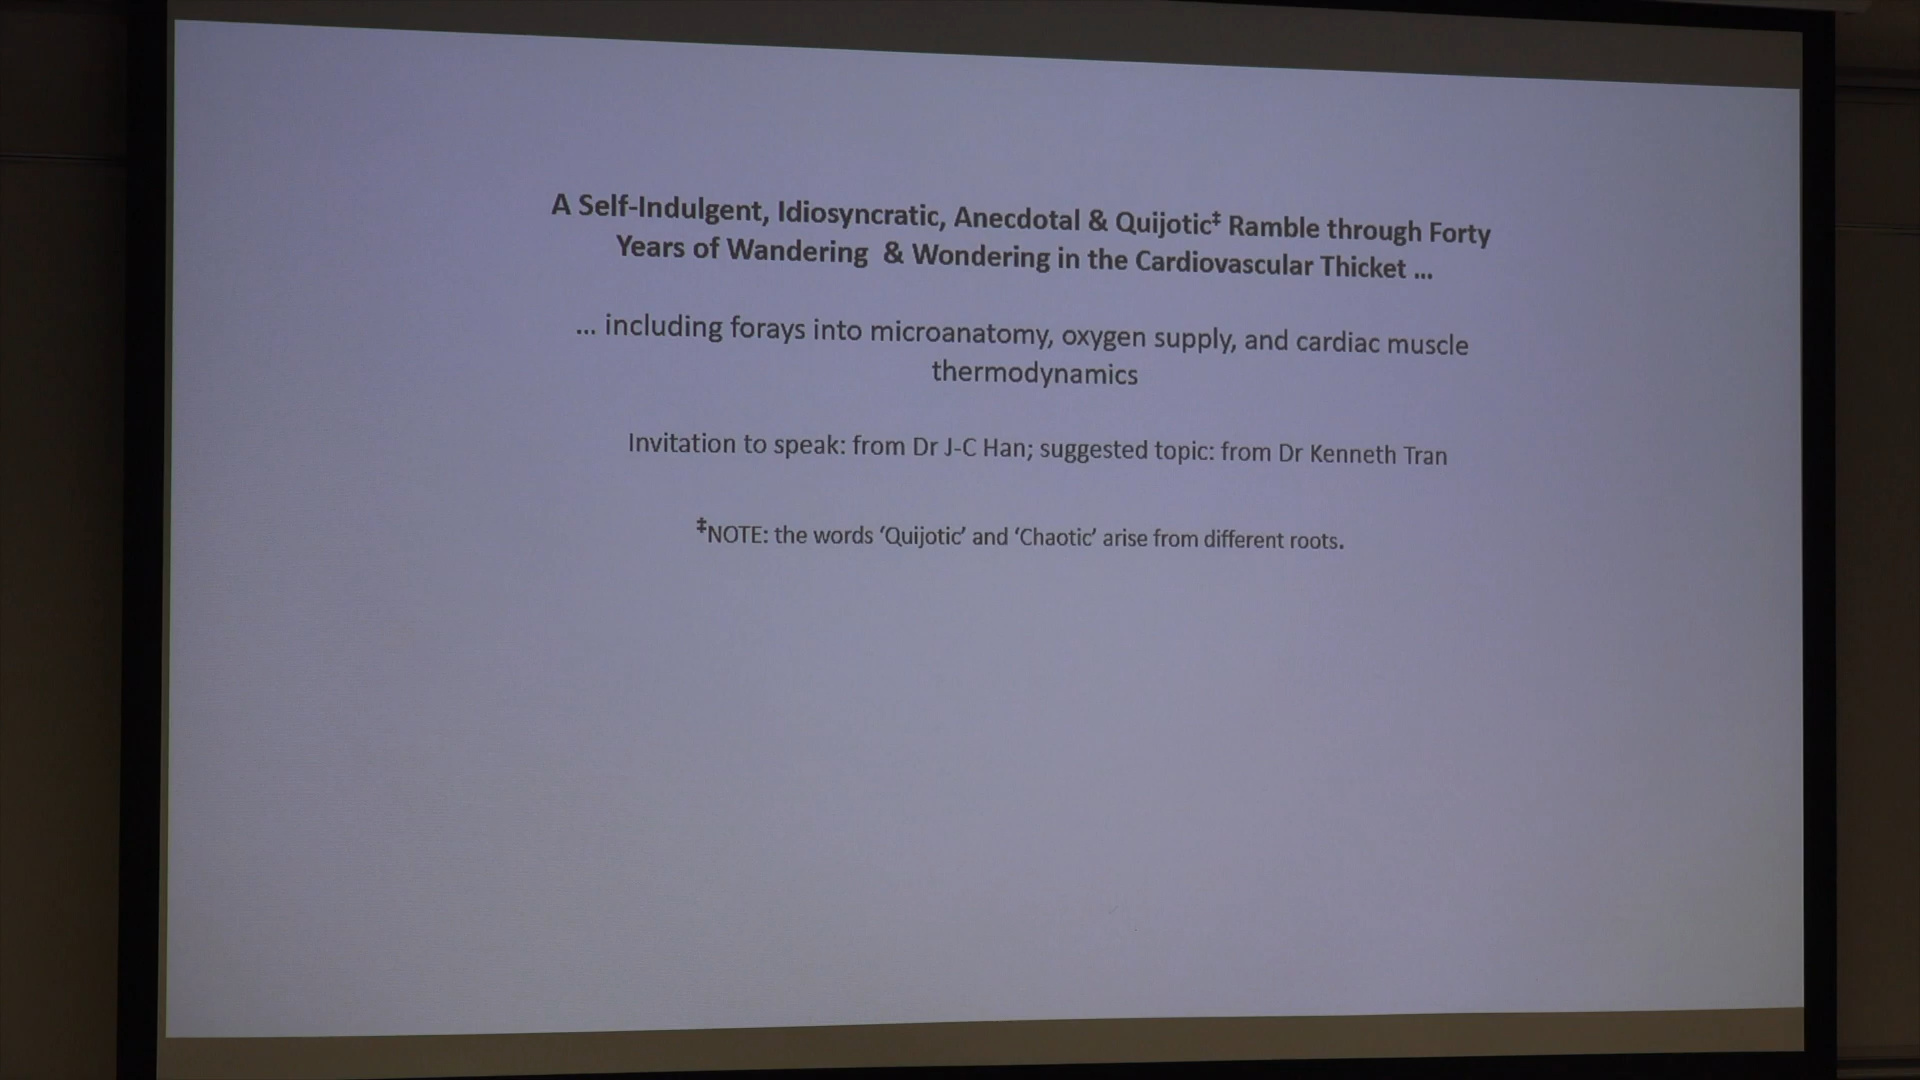 A Self-Indulgent, Idiosyncratic, Anecdotal & Quijotic‡ Ramble through Forty
Years of Wandering & Wondering in the Cardiovascular Thicket ...
... including forays into microanatomy, oxygen supply, and cardiac muscle
thermodynamics
Invitation to speak: from Dr J-C Han; suggested topic: from Dr Kenneth Tran
‡NOTE: the words ‘Quijotic’ and ‘Chaotic’ arise from different roots.